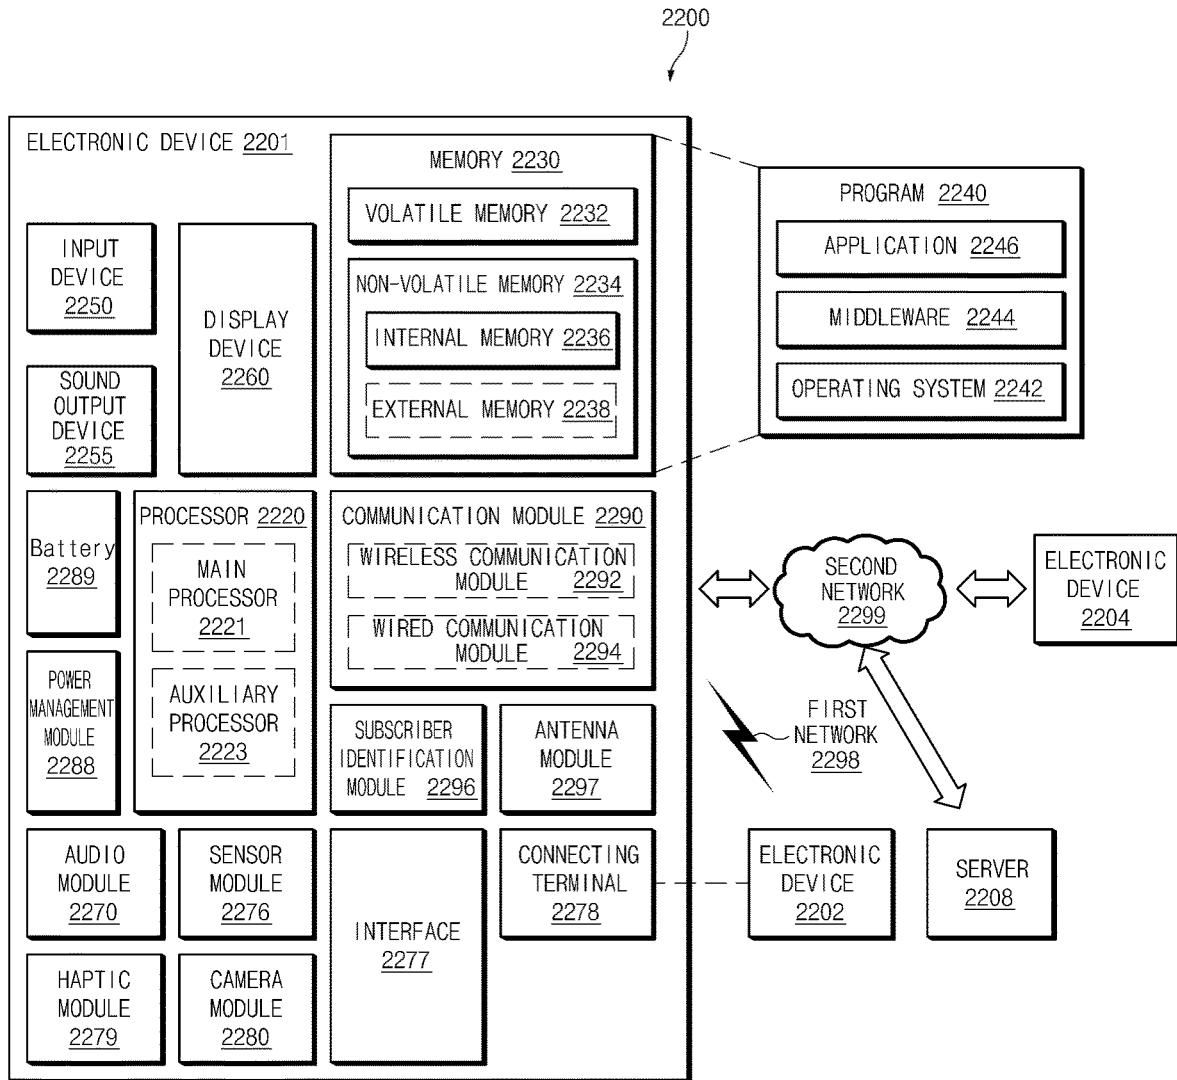 2200
ELECTRONIC DEVICE 2201
MEMORY 2230
VOLATILE MEMORY 2232
NON-VOLATILE MEMORY 2234
INTERNAL MEMORY 2236
EXTERNAL MEMORY 2238
PROGRAM 2240
APPLICATION 2246
MIDDLEWARE 2244
OPERATING SYSTEM 2242
INPUT
DEVICE
2250
DISPLAY
DEVICE
2260
SOUND
OUTPUT
DEVICE
2255
Battery
2289
PROCESSOR 2220
MAIN
PROCESSOR
2221
AUXILIARY
PROCESSOR
2223
COMMUNICATION MODULE 2290
WIRELESS COMMUNICATION
MODULE 2292
WIRED COMMUNICATION
MODULE 2294
SECOND
NETWORK
2299
ELECTRONIC
DEVICE
2204
POWER
MANAGEMENT
MODULE
2288
SUBSCRIBER
IDENTIFICATION
MODULE 2296
ANTENNA
MODULE
2297
FIRST
NETWORK
2298
AUDIO
MODULE
2270
SENSOR
MODULE
2276
INTERFACE
2277
CONNECTING
TERMINAL
2278
ELECTRONIC
DEVICE
2202
SERVER
2208
HAPTIC
MODULE
2279
CAMERA
MODULE
2280